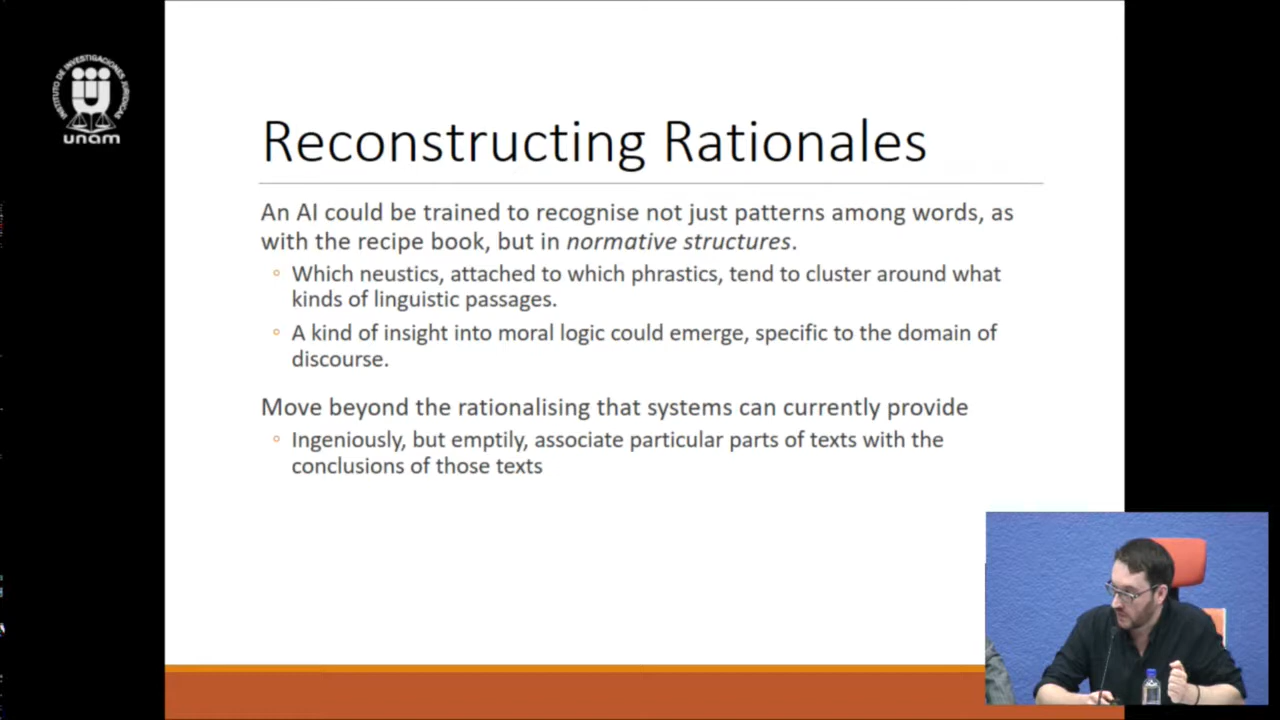 INSTITUTO DE INVESTIGACIONES JURIDICAS
unam
Reconstructing Rationales
An AI could be trained to recognise not just patterns among words, as
with the recipe book, but in normative structures.
◦ Which neustics, attached to which phrastics, tend to cluster around what
kinds of linguistic passages.
◦ A kind of insight into moral logic could emerge, specific to the domain of
discourse.
Move beyond the rationalising that systems can currently provide
◦ Ingeniously, but emptily, associate particular parts of texts with the
conclusions of those texts